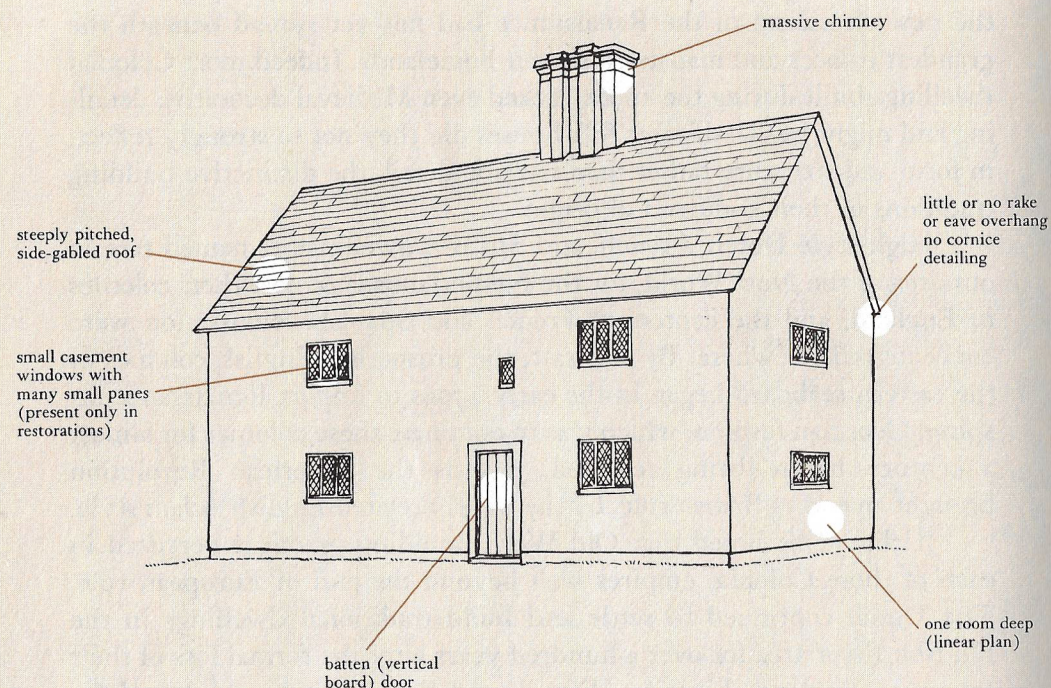 massive chimney
little or no rake
or eave overhang
no cornice
detailing
steeply pitched,
side-gabled roof
small casement
windows with
many small panes
(present only in
restorations)
one room deep
(linear plan)
batten (vertical
board) door